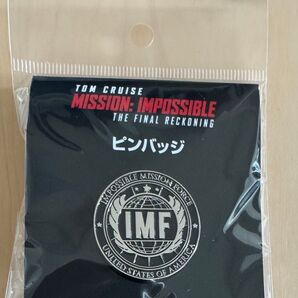 TOM CRUISE
MISSION: IMPOSSIBLE
THE FINAL RECKONING
ピンバッジ
IMPOSSIBLE MISSION FORCE
IMF
UNITED STATES OF AMERICA